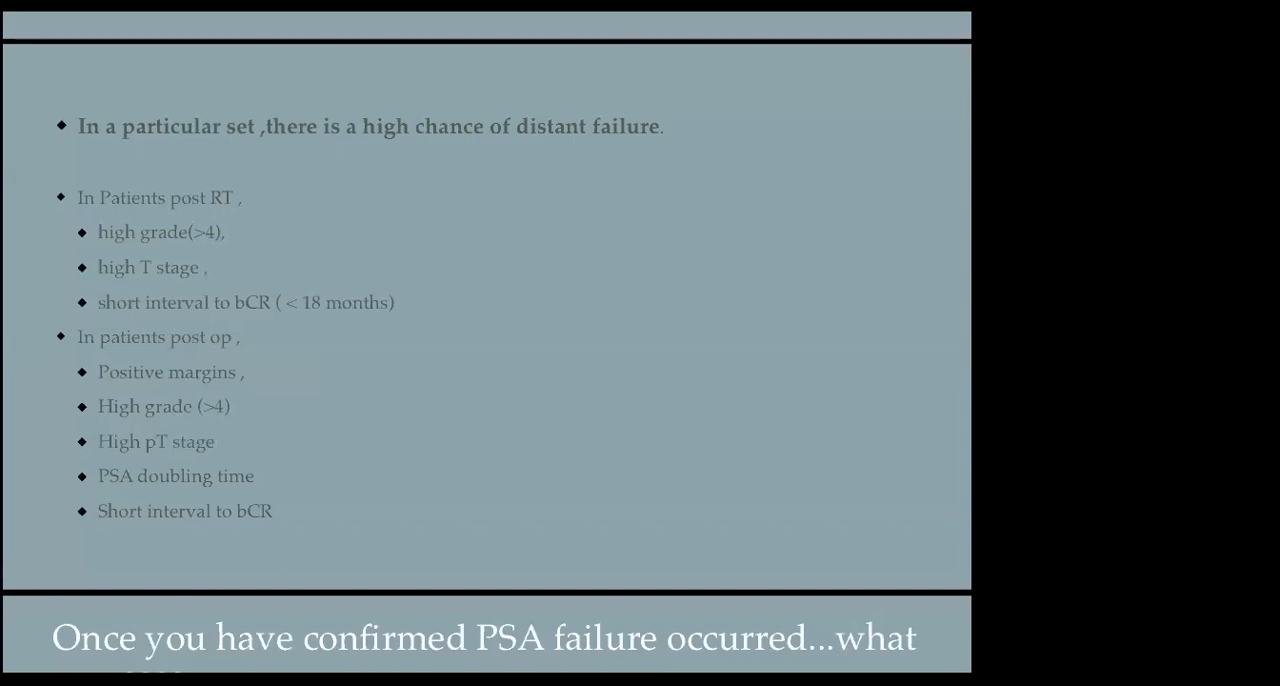 In a particular set ,there is a high chance of distant failure.
In Patients post RT ,
high grade(>4),
high T stage ,
short interval to bCR ( < 18 months)
In patients post op ,
Positive margins ,
High grade (>4)
High pT stage
PSA doubling time
Short interval to bCR
Once you have confirmed PSA failure occurred...what